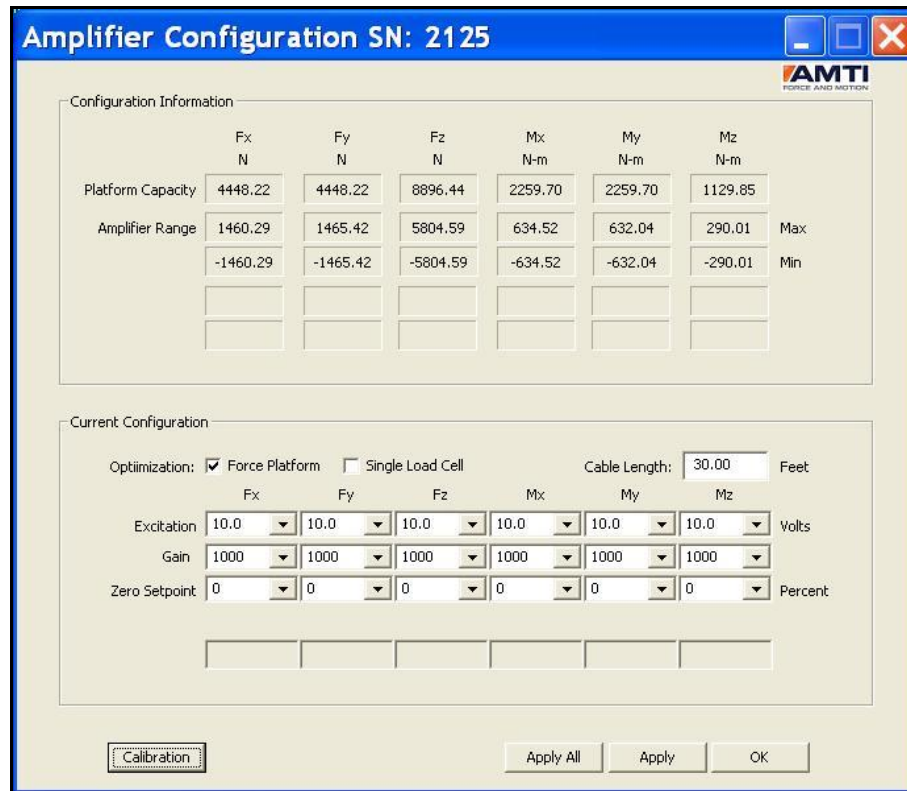 Amplifier Configuration SN: 2125
AMTI
FORCE AND MOTION
Configuration Information
Fx Fy Fz Mx My Mz
N N N N-m N-m N-m
Platform Capacity 4448.22 4448.22 8896.44 2259.70 2259.70 1129.85
Amplifier Range 1460.29 1465.42 5804.59 634.52 632.04 290.01 Max
-1460.29 -1465.42 -5804.59 -634.52 -632.04 -290.01 Min
Current Configuration
Optiimization: Force Platform Single Load Cell Cable Length: 30.00 Feet
Fx Fy Fz Mx My Mz
Excitation 10.0 10.0 10.0 10.0 10.0 10.0 Volts
Gain 1000 1000 1000 1000 1000 1000
Zero Setpoint 0 0 0 0 0 0 Percent
Calibration Apply All Apply OK